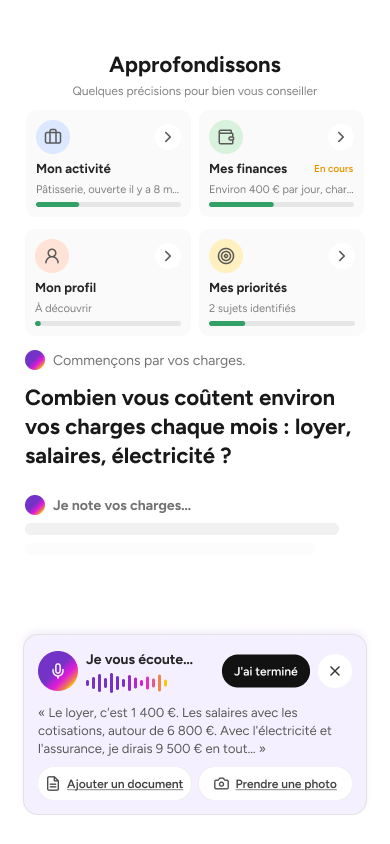 Approfondissons
Quelques précisions pour bien vous conseiller
Mon activité
Pâtisserie, ouverte il y a 8 m...
Mes finances
En cours
Environ 400 € par jour, char...
Mon profil
À découvrir
Mes priorités
2 sujets identifiés
Commençons par vos charges.
Combien vous coûtent environ
vos charges chaque mois : loyer,
salaires, électricité ?
Je note vos charges...
Je vous écoute...
J'ai terminé
« Le loyer, c'est 1 400 €. Les salaires avec les
cotisations, autour de 6 800 €. Avec l'électricité et
l'assurance, je dirais 9 500 € en tout... »
Ajouter un document
Prendre une photo